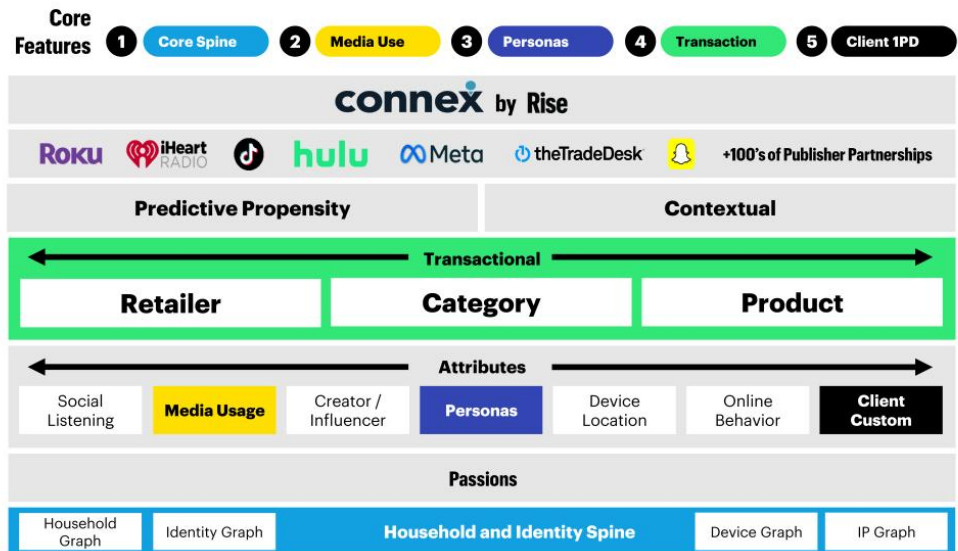 Core
Features
1 Core Spine 2 Media Use 3 Personas 4 Transaction 5 Client 1PD
connex by Rise
ROKU iHeart RADIO hulu Meta theTradeDesk +100's of Publisher Partnerships
Predictive Propensity Contextual
Transactional
Retailer Category Product
Attributes
Social
Listening
Media Usage
Creator /
Influencer
Personas
Device
Location
Online
Behavior
Client
Custom
Passions
Household
Graph
Identity Graph
Household and Identity Spine
Device Graph
IP Graph